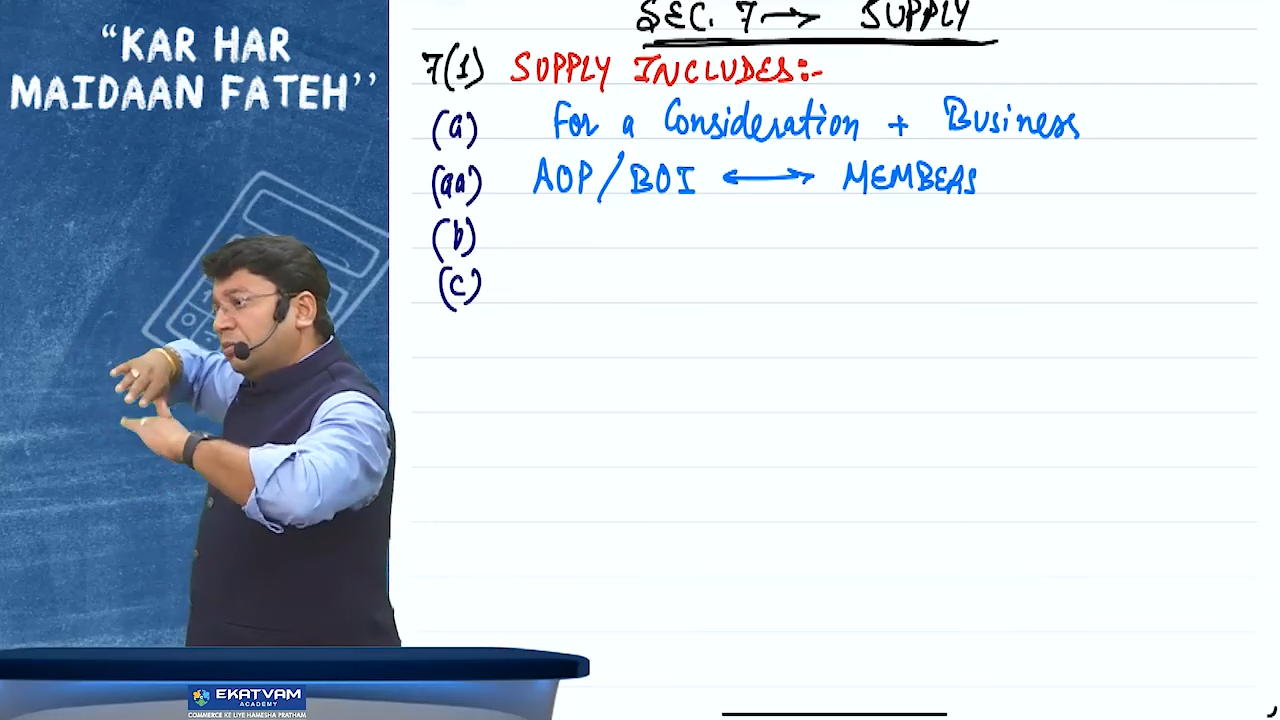 “KAR HAR
MAIDAAN FATEH’’
SEC. 7 → SUPPLY
7(1) SUPPLY INCLUDES:-
(a) For a Consideration + Business
(aa) AOP/BOI ⟷ MEMBERS
(b)
(c)
EKATVAM
ACADEMY
COMMERCE KE LIYE HAMESHA PRATHAM